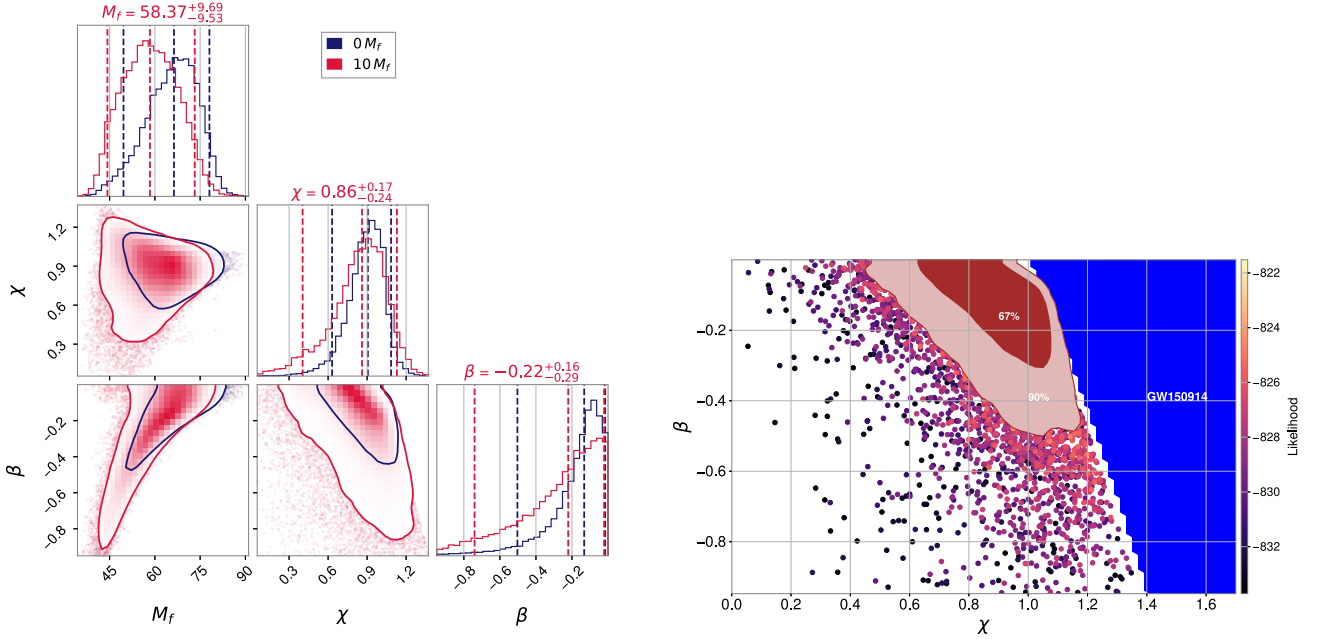 M_f = 58.37^{+9.69}_{-9.53}
0 M_f
10 M_f
χ = 0.86^{+0.17}_{-0.24}
β = −0.22^{+0.16}_{-0.29}
χ
1.2
0.9
0.6
0.3
β
−0.2
−0.4
−0.6
−0.8
45 60 75 90
M_f
0.3 0.6 0.9 1.2
χ
−0.8 −0.6 −0.4 −0.2
β
67%
90%
GW150914
β
−0.2
−0.4
−0.6
−0.8
0.0 0.2 0.4 0.6 0.8 1.0 1.2 1.4 1.6
χ
−822
−824
−826
−828
−830
−832
Likelihood